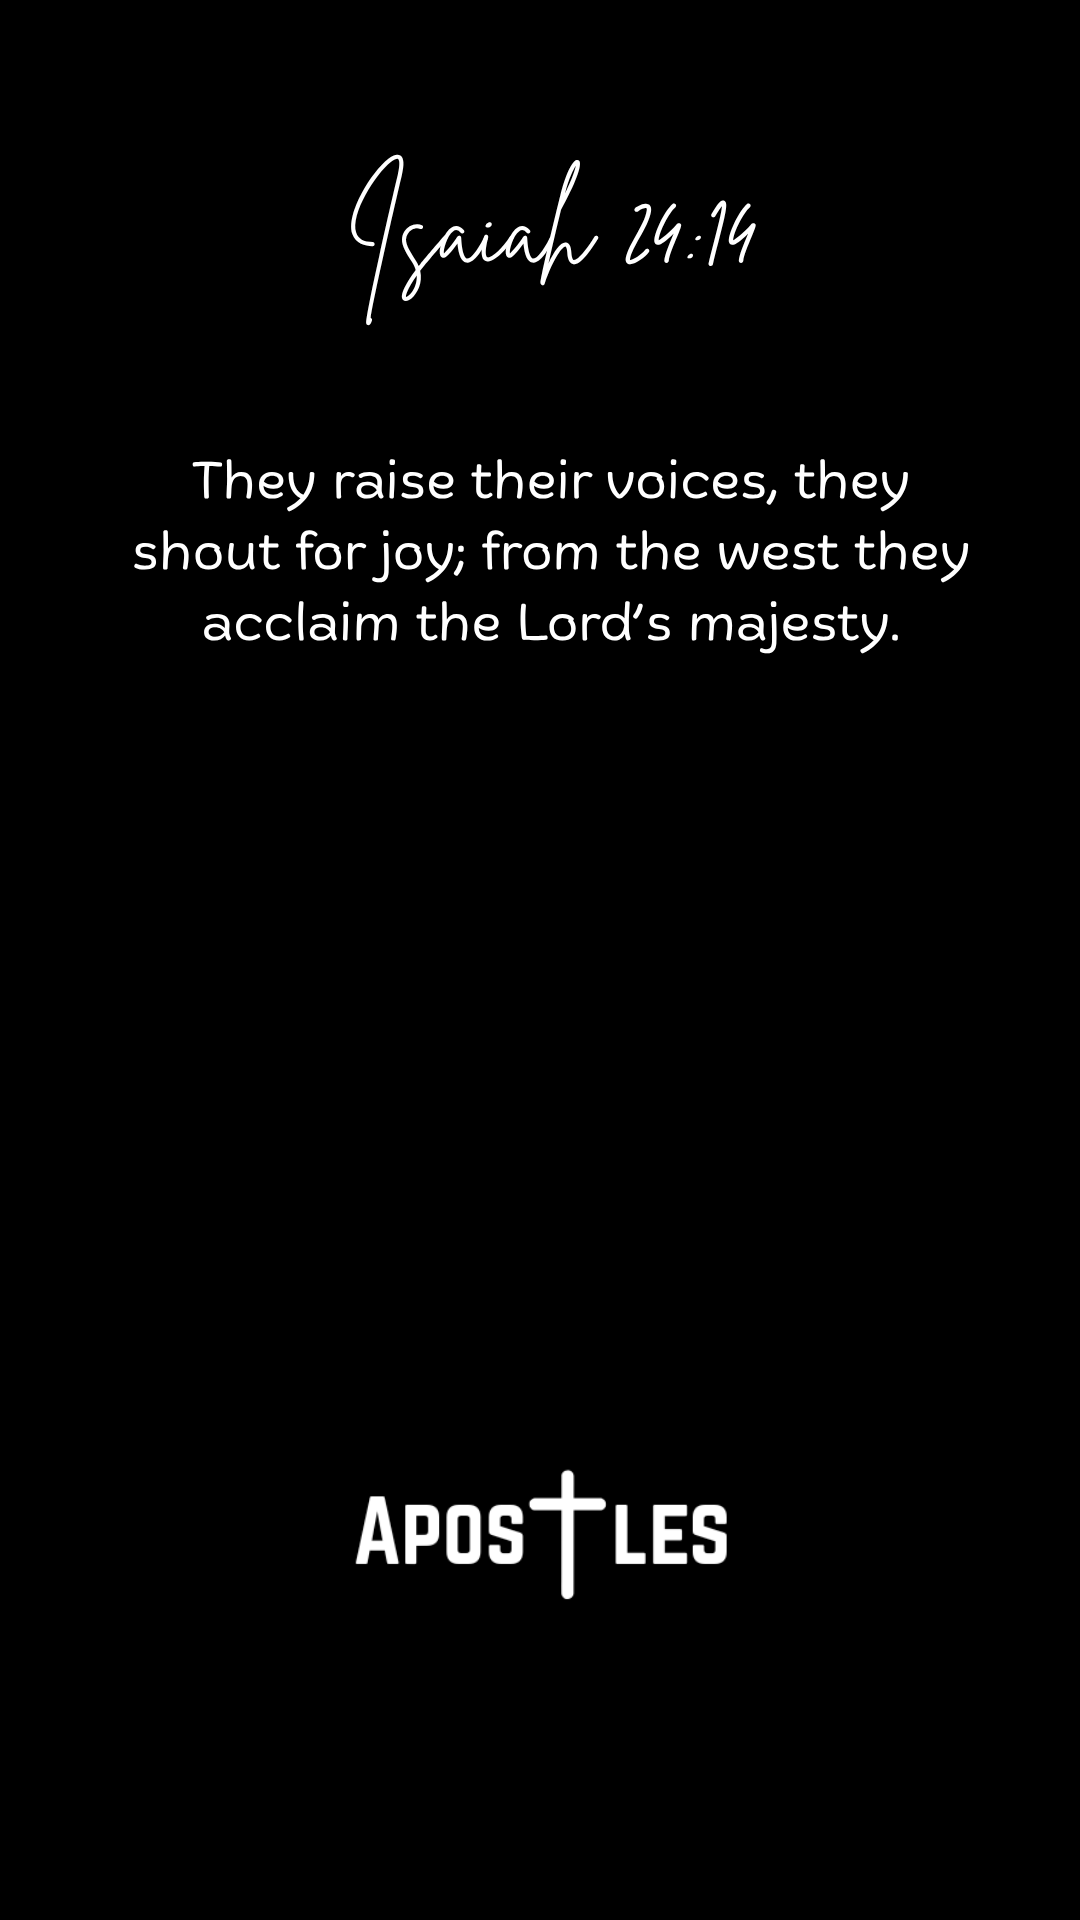 Isaiah 24:14
They raise their voices, they
shout for joy; from the west they
acclaim the Lord’s majesty.
Apostles